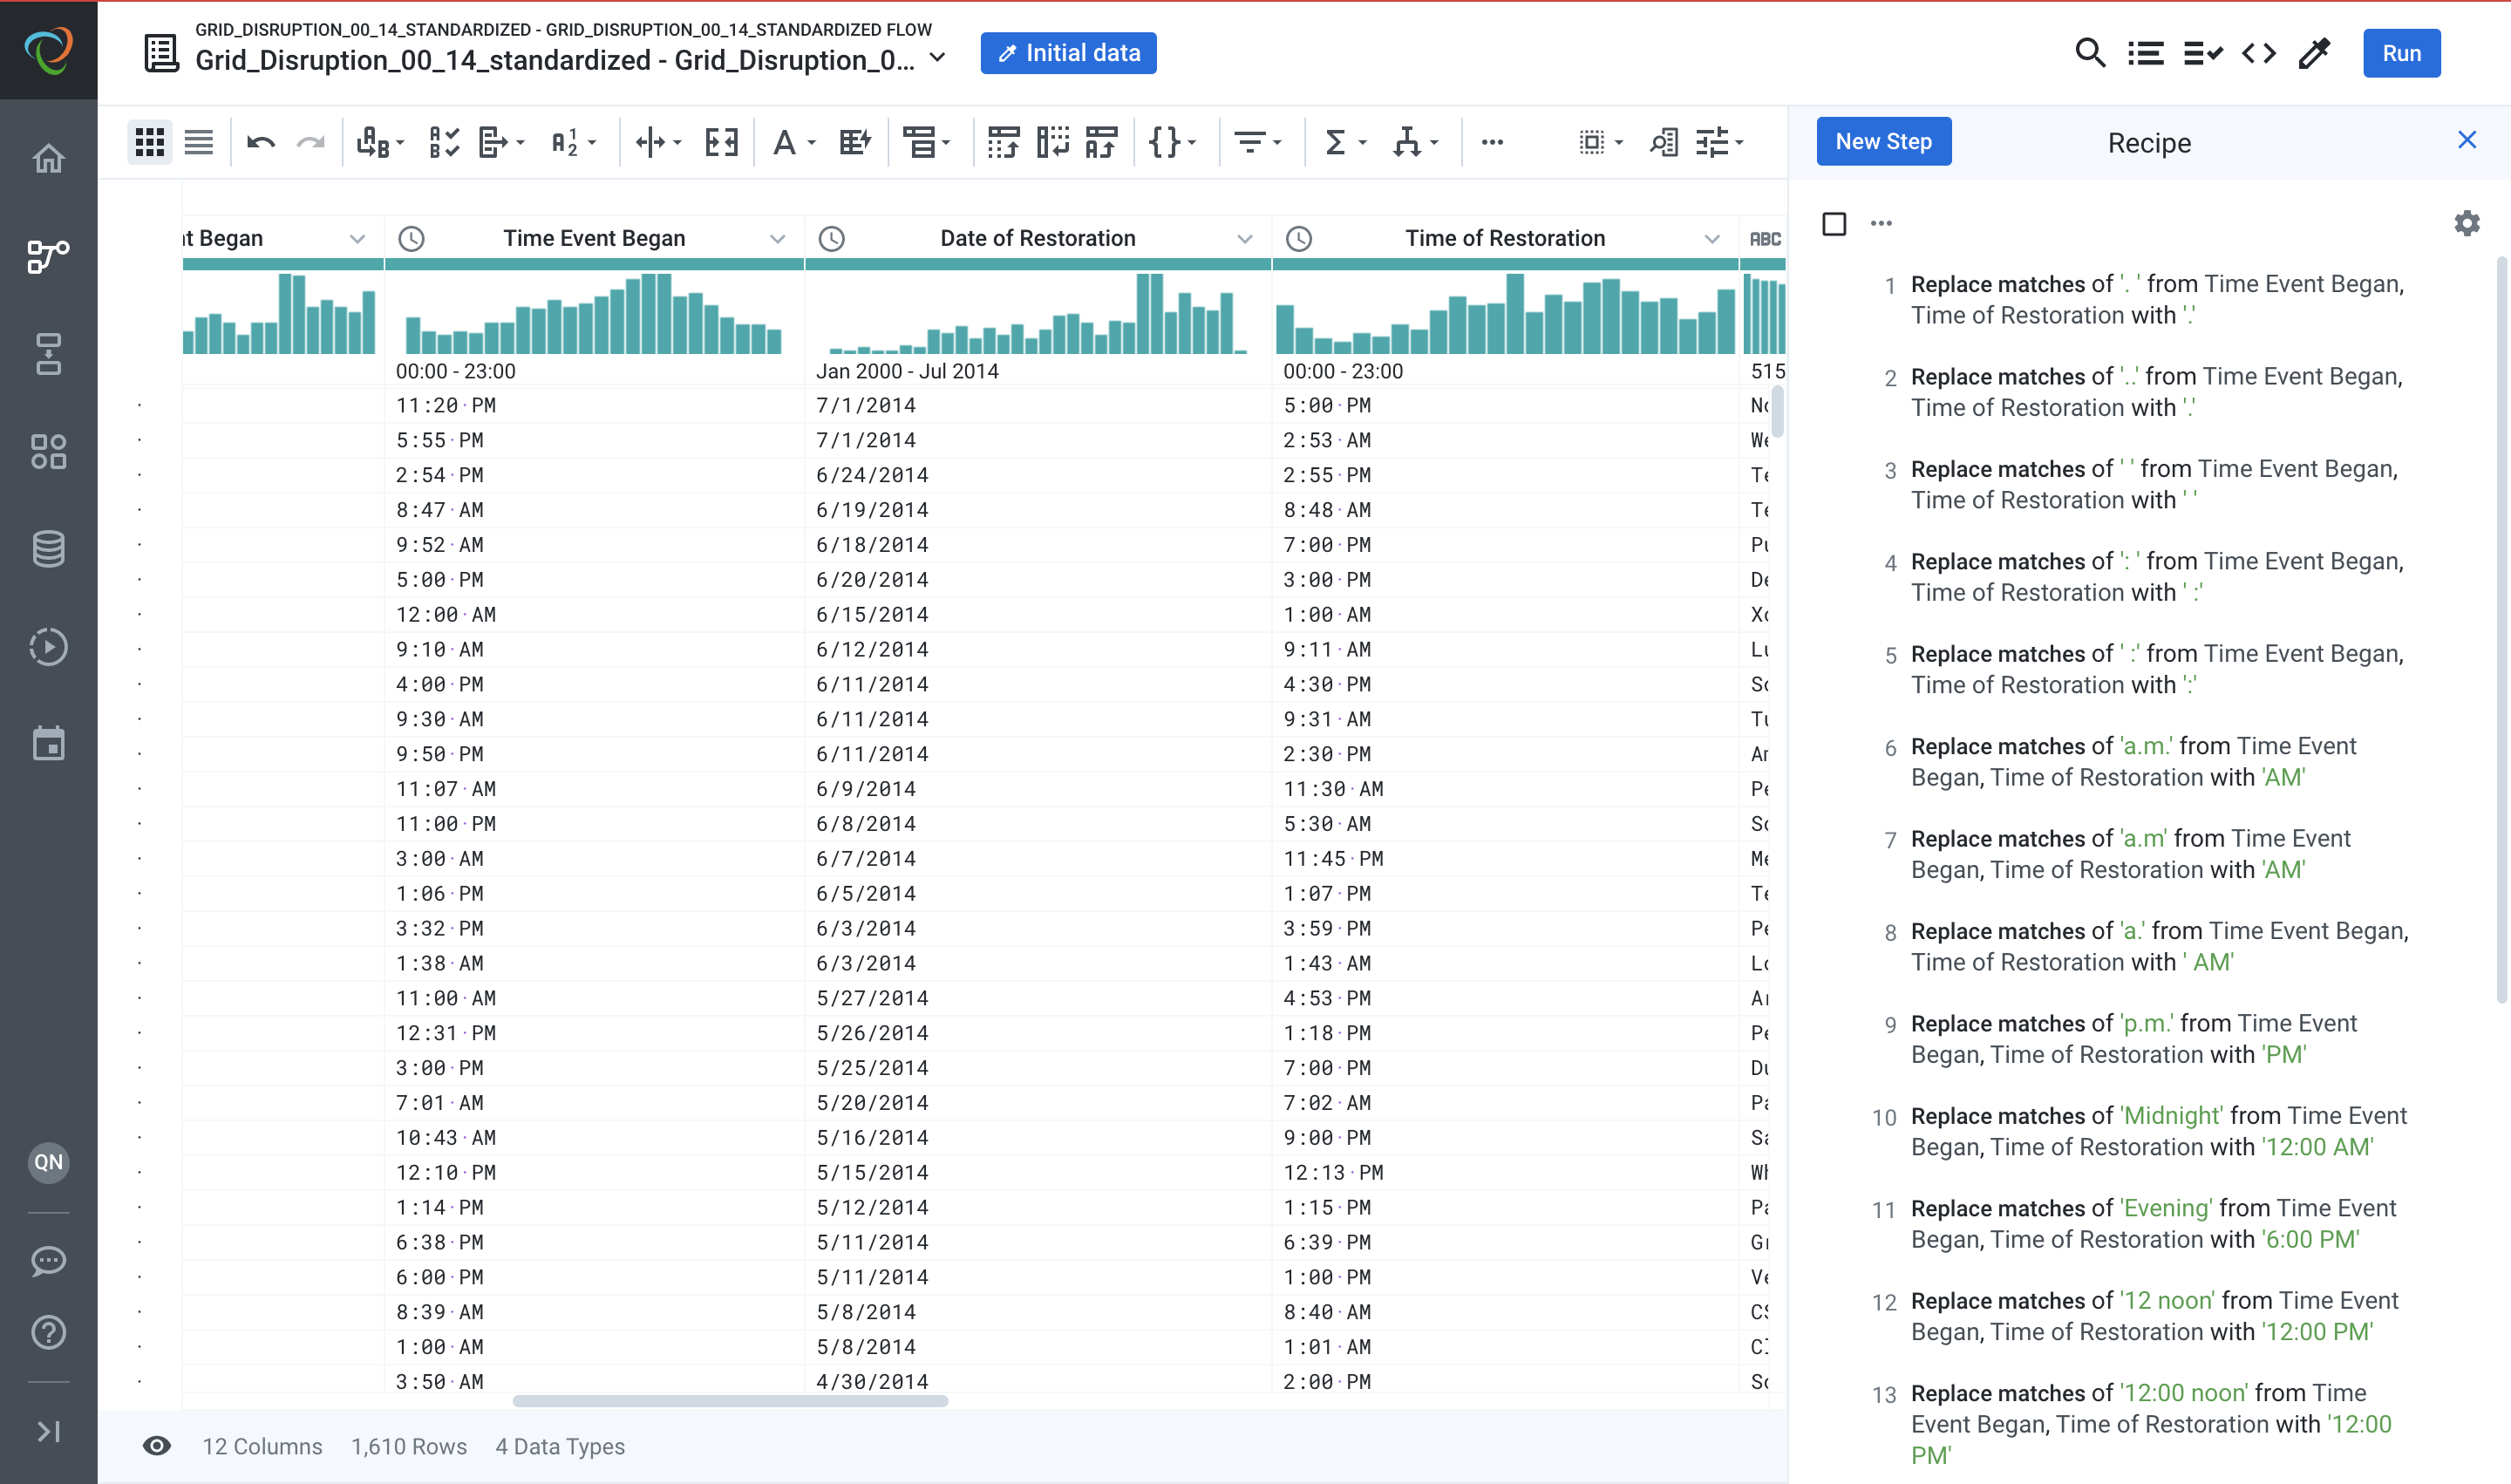 GRID_DISRUPTION_00_14_STANDARDIZED - GRID_DISRUPTION_00_14_STANDARDIZED FLOW
Grid_Disruption_00_14_standardized - Grid_Disruption_0...
Initial data
Run
New Step
Recipe
t Began
Time Event Began
Date of Restoration
Time of Restoration
ABC
00:00 - 23:00
Jan 2000 - Jul 2014
00:00 - 23:00
515
11:20 PM 7/1/2014 5:00 PM
5:55 PM 7/1/2014 2:53 AM
2:54 PM 6/24/2014 2:55 PM
8:47 AM 6/19/2014 8:48 AM
9:52 AM 6/18/2014 7:00 PM
5:00 PM 6/20/2014 3:00 PM
12:00 AM 6/15/2014 1:00 AM
9:10 AM 6/12/2014 9:11 AM
4:00 PM 6/11/2014 4:30 PM
9:30 AM 6/11/2014 9:31 AM
9:50 PM 6/11/2014 2:30 PM
11:07 AM 6/9/2014 11:30 AM
11:00 PM 6/8/2014 5:30 AM
3:00 AM 6/7/2014 11:45 PM
1:06 PM 6/5/2014 1:07 PM
3:32 PM 6/3/2014 3:59 PM
1:38 AM 6/3/2014 1:43 AM
11:00 AM 5/27/2014 4:53 PM
12:31 PM 5/26/2014 1:18 PM
3:00 PM 5/25/2014 7:00 PM
7:01 AM 5/20/2014 7:02 AM
10:43 AM 5/16/2014 9:00 PM
12:10 PM 5/15/2014 12:13 PM
1:14 PM 5/12/2014 1:15 PM
6:38 PM 5/11/2014 6:39 PM
6:00 PM 5/11/2014 1:00 PM
8:39 AM 5/8/2014 8:40 AM
1:00 AM 5/8/2014 1:01 AM
3:50 AM 4/30/2014 2:00 PM
12 Columns 1,610 Rows 4 Data Types
QN
1 Replace matches of '. ' from Time Event Began,
Time of Restoration with '.'
2 Replace matches of '..' from Time Event Began,
Time of Restoration with '.'
3 Replace matches of ' ' from Time Event Began,
Time of Restoration with ' '
4 Replace matches of ': ' from Time Event Began,
Time of Restoration with ' :'
5 Replace matches of ' :' from Time Event Began,
Time of Restoration with ':'
6 Replace matches of 'a.m.' from Time Event
Began, Time of Restoration with 'AM'
7 Replace matches of 'a.m' from Time Event
Began, Time of Restoration with 'AM'
8 Replace matches of 'a.' from Time Event Began,
Time of Restoration with ' AM'
9 Replace matches of 'p.m.' from Time Event
Began, Time of Restoration with 'PM'
10 Replace matches of 'Midnight' from Time Event
Began, Time of Restoration with '12:00 AM'
11 Replace matches of 'Evening' from Time Event
Began, Time of Restoration with '6:00 PM'
12 Replace matches of '12 noon' from Time Event
Began, Time of Restoration with '12:00 PM'
13 Replace matches of '12:00 noon' from Time
Event Began, Time of Restoration with '12:00
PM'